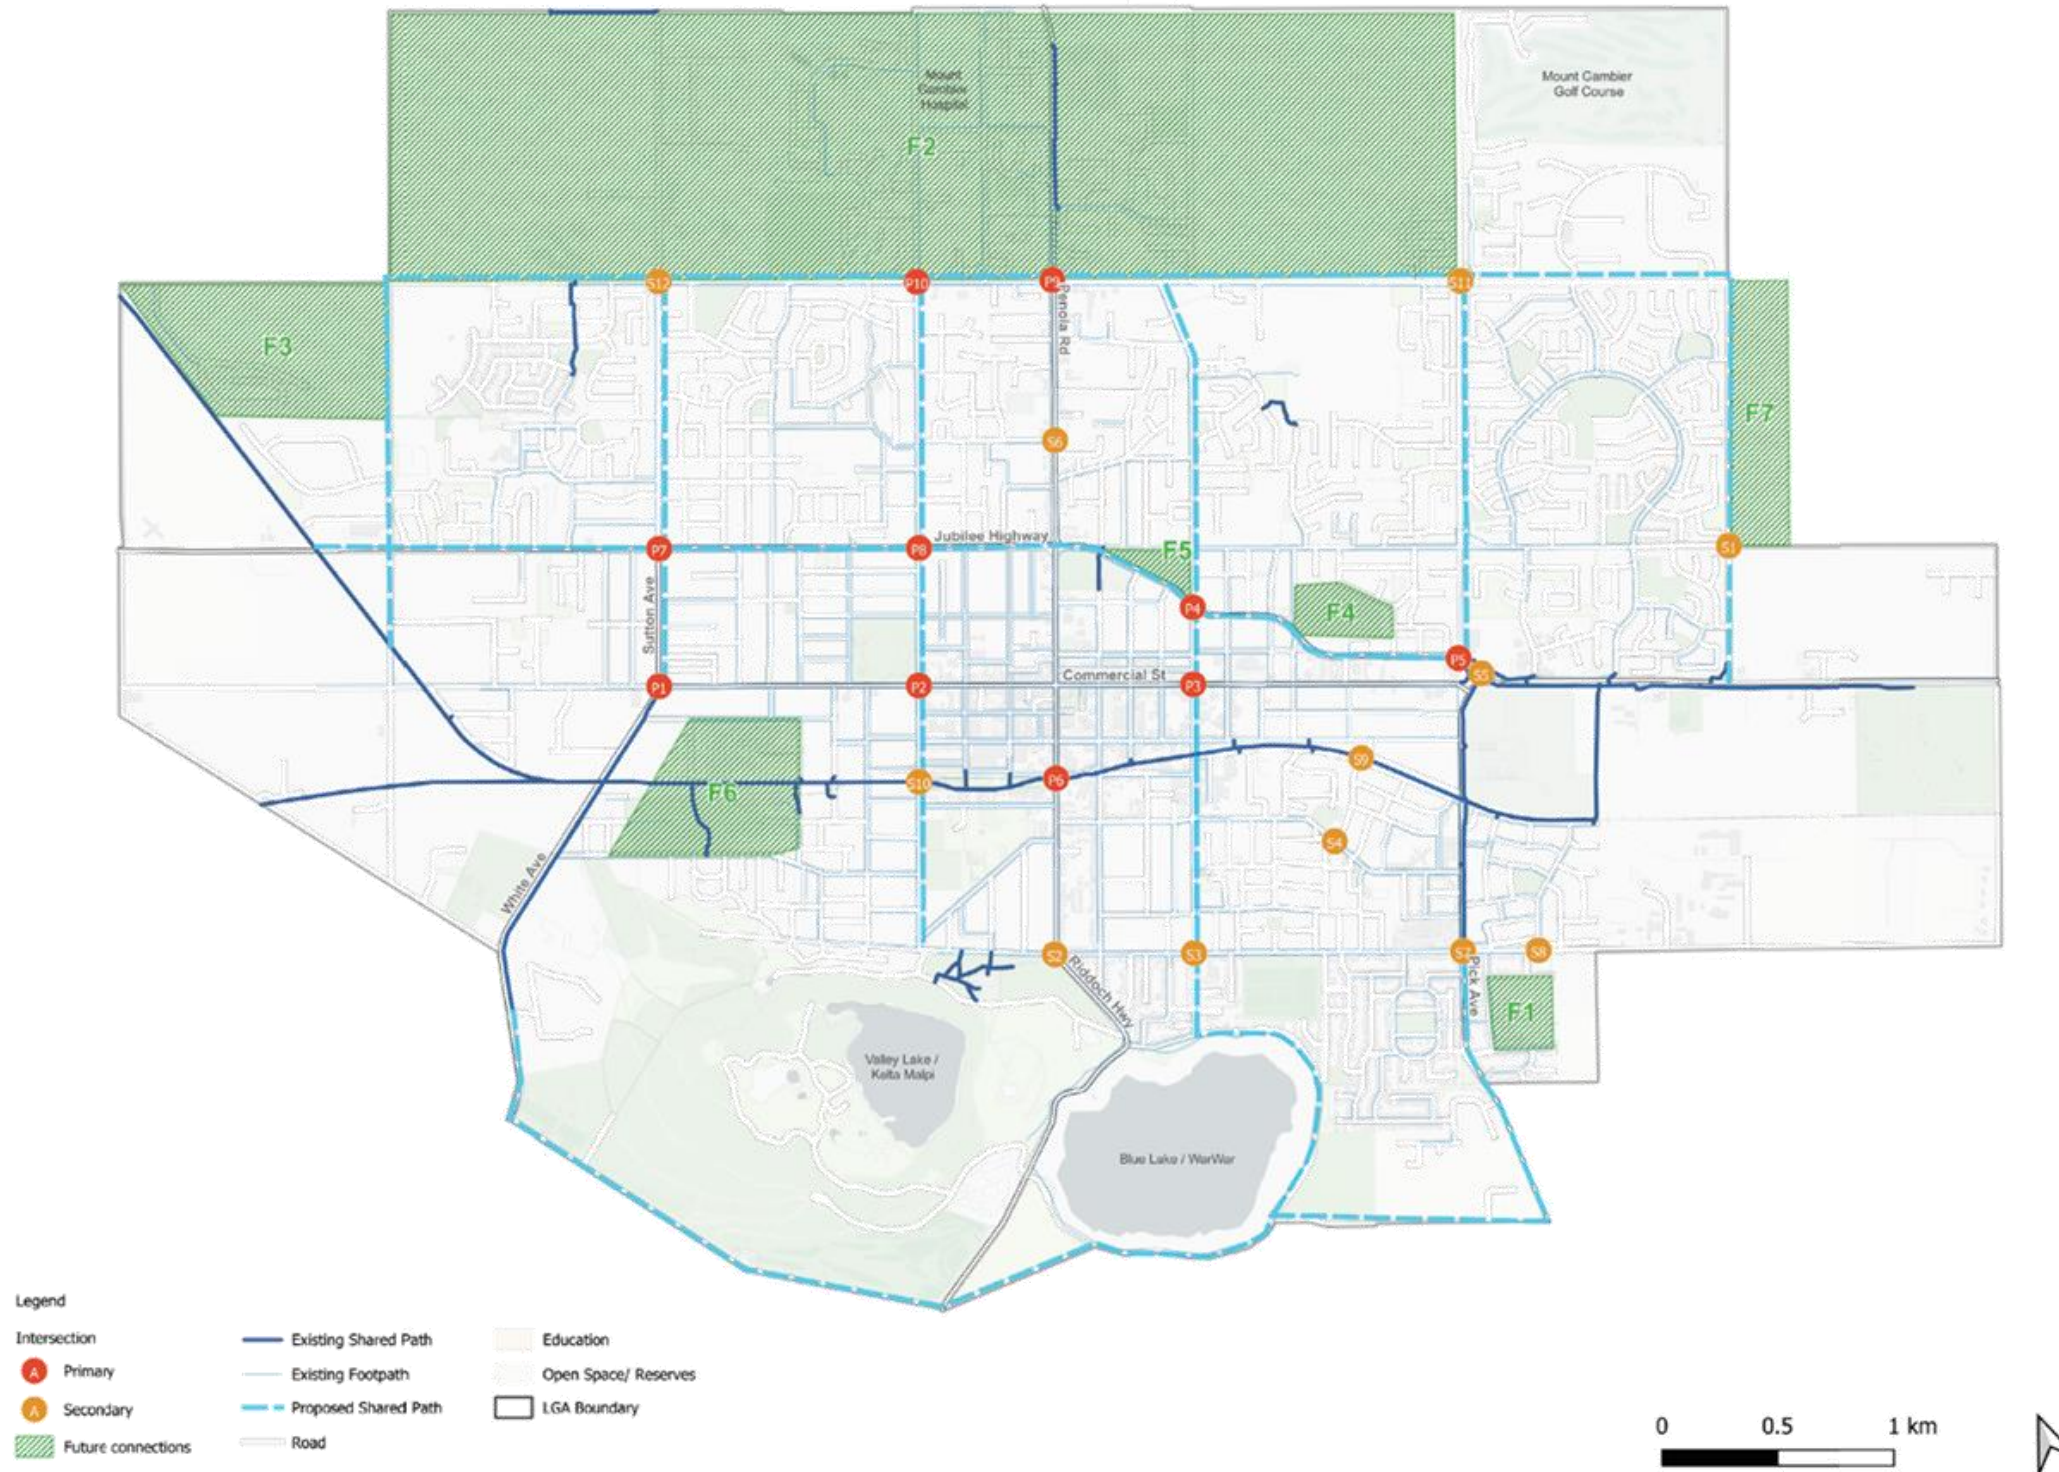 Mount
Gambier
Hospital
Mount Gambier
Golf Course
F2
S12
P10
P9
S11
Penola Rd
F3
F7
S6
Jubilee Highway
P7
P8
F5
S1
Sutton Ave
P4
F4
P5
S5
Commercial St
P1
P2
P3
S9
P6
S10
F6
S4
White Ave
S2
S3
S7
S8
Riddoch Hwy
Pick Ave
F1
Valley Lake /
Keita Malpi
Blue Lake / WarWar
Legend
Intersection
A Primary
A Secondary
Future connections
Existing Shared Path
Existing Footpath
Proposed Shared Path
Road
Education
Open Space/ Reserves
LGA Boundary
0 0.5 1 km